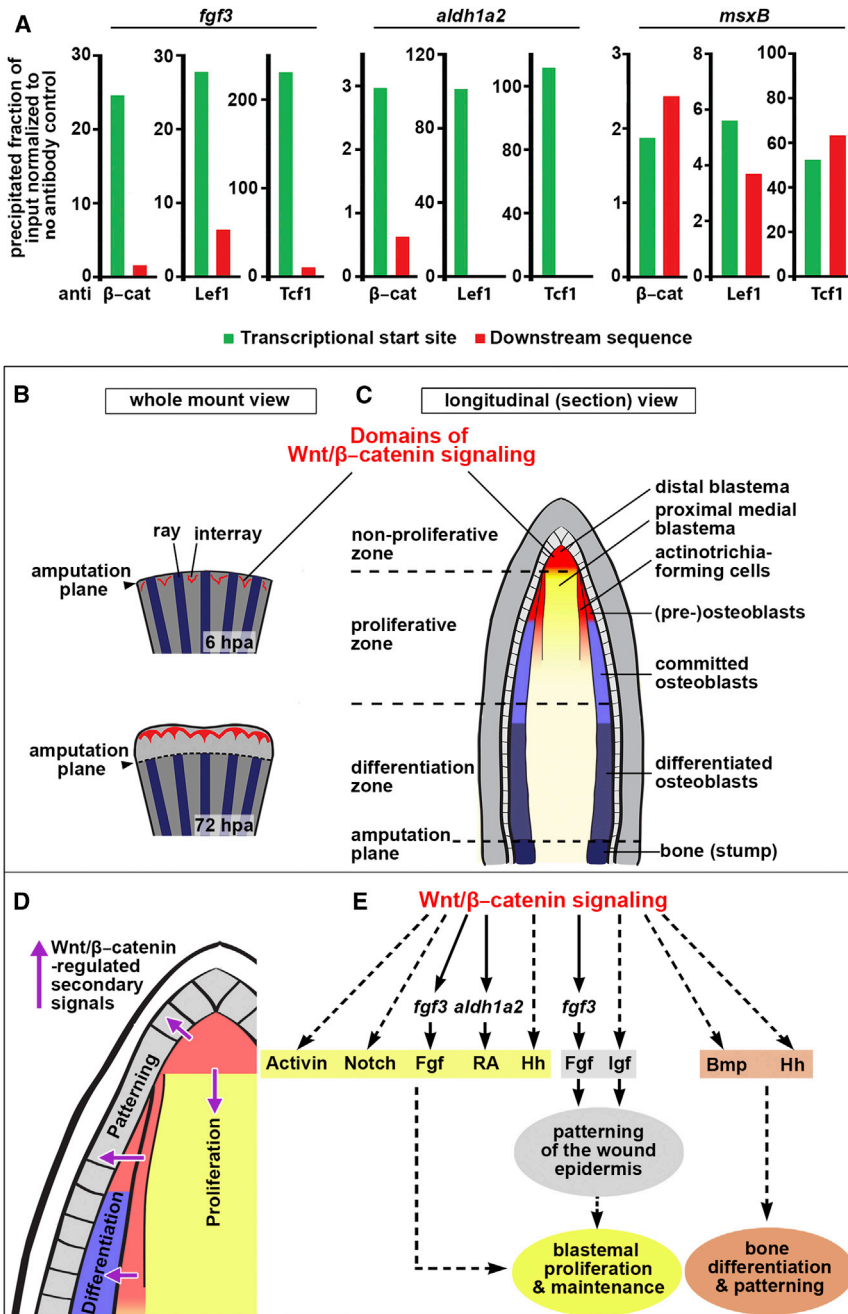 A
fgf3
aldh1a2
msxB
precipitated fraction of
input normalized to
no antibody control
30
20
10
0
30
20
10
0
200
100
0
3
2
1
0
120
80
40
0
100
80
60
40
20
0
3
2
1
0
8
6
4
2
0
100
80
60
40
20
0
anti β–cat Lef1 Tcf1 β–cat Lef1 Tcf1 β–cat Lef1 Tcf1
Transcriptional start site Downstream sequence
B
whole mount view
C
longitudinal (section) view
Domains of
Wnt/β–catenin signaling
ray
interray
amputation
plane
6 hpa
amputation
plane
72 hpa
non-proliferative
zone
proliferative
zone
differentiation
zone
amputation
plane
distal blastema
proximal medial
blastema
actinotrichia-
forming cells
(pre-)osteoblasts
committed
osteoblasts
differentiated
osteoblasts
bone (stump)
D
Wnt/β–catenin
-regulated
secondary
signals
Patterning
Proliferation
Differentiation
E
Wnt/β–catenin signaling
fgf3 aldh1a2 fgf3
Activin Notch Fgf RA Hh Fgf Igf Bmp Hh
patterning
of the wound
epidermis
blastemal
proliferation
& maintenance
bone
differentiation
& patterning